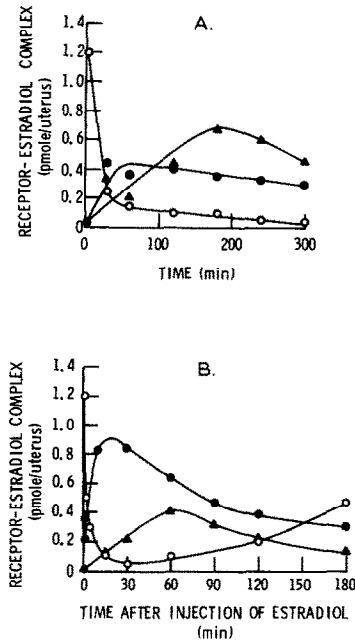 A.
RECEPTOR-ESTRADIOL COMPLEX
(pmole/uterus)
1.4
1.2
1.0
0.8
0.6
0.4
0.2
0
0 100 200 300
TIME (min)
B.
RECEPTOR-ESTRADIOL COMPLEX
(pmole/uterus)
1.4
1.2
1.0
0.8
0.6
0.4
0.2
0
0 30 60 90 120 150 180
TIME AFTER INJECTION OF ESTRADIOL
(min)